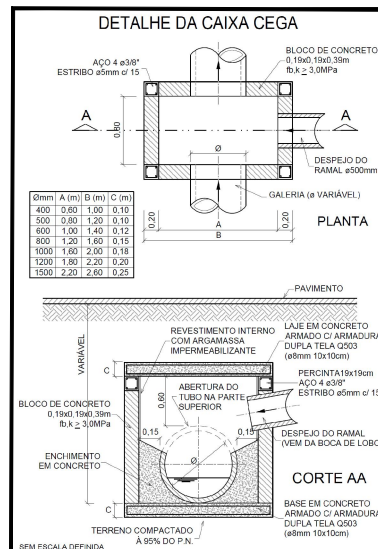 DETALHE DA CAIXA CEGA
AÇO 4 ø3/8"
ESTRIBO ø5mm c/ 15
BLOCO DE CONCRETO
0,19x0,19x0,39m
fb,k ≥ 3,0MPa
A
A
0,80
Ø
DESPEJO DO
RAMAL ø500mm
GALERIA (ø VARIÁVEL)
PLANTA
0,20
A
0,20
B
Ømm A (m) B (m) C (m)
400 0,60 1,00 0,10
500 0,80 1,20 0,10
600 1,00 1,40 0,12
800 1,20 1,60 0,15
1000 1,60 2,00 0,18
1200 1,80 2,20 0,20
1500 2,20 2,60 0,25
PAVIMENTO
VARIÁVEL
REVESTIMENTO INTERNO
COM ARGAMASSA
IMPERMEABILIZANTE
LAJE EM CONCRETO
ARMADO C/ ARMADURA
DUPLA TELA Q503
(ø8mm 10x10cm)
C
PERCINTA19x19cm
AÇO 4 ø3/8"
ESTRIBO ø5mm c/ 15
ABERTURA DO
TUBO NA PARTE
SUPERIOR
0,60
BLOCO DE CONCRETO
0,19x0,19x0,39m
fb,k ≥ 3,0MPa
0,15
0,15
DESPEJO DO RAMAL
(VEM DA BOCA DE LOBO)
Ø
ENCHIMENTO
EM CONCRETO
CORTE AA
C
BASE EM CONCRETO
ARMADO C/ ARMADURA
DUPLA TELA Q503
(ø8mm 10x10cm)
TERRENO COMPACTADO
À 95% DO P.N.
SEM ESCALA DEFINIDA